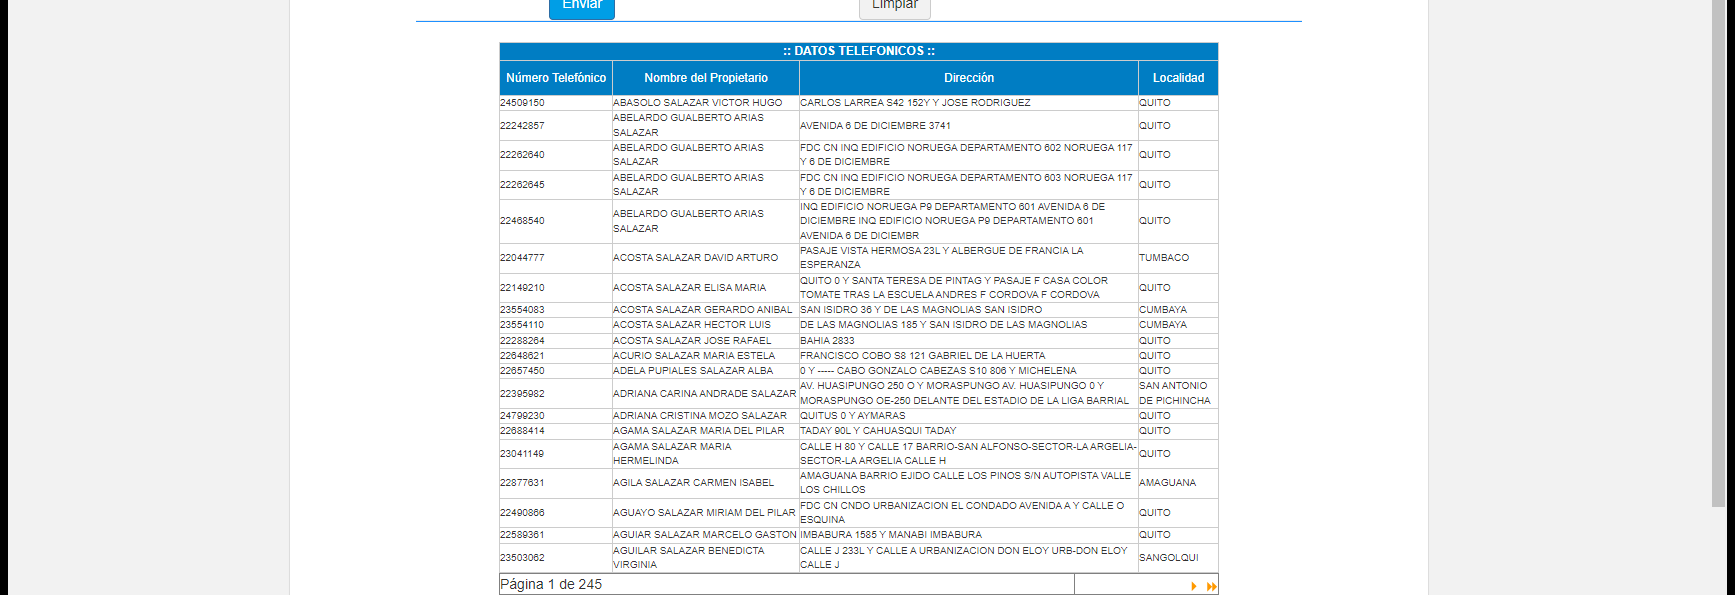 Enviar Limpiar
:: DATOS TELEFONICOS ::
Número Telefónico Nombre del Propietario Dirección Localidad
24509150 ABASOLO SALAZAR VICTOR HUGO CARLOS LARREA S42 152Y Y JOSE RODRIGUEZ QUITO
22242857 ABELARDO GUALBERTO ARIAS
SALAZAR AVENIDA 6 DE DICIEMBRE 3741 QUITO
22262640 ABELARDO GUALBERTO ARIAS
SALAZAR FDC CN INQ EDIFICIO NORUEGA DEPARTAMENTO 602 NORUEGA 117
Y 6 DE DICIEMBRE QUITO
22262645 ABELARDO GUALBERTO ARIAS
SALAZAR FDC CN INQ EDIFICIO NORUEGA DEPARTAMENTO 603 NORUEGA 117
Y 6 DE DICIEMBRE QUITO
22468540 ABELARDO GUALBERTO ARIAS
SALAZAR INQ EDIFICIO NORUEGA P9 DEPARTAMENTO 601 AVENIDA 6 DE
DICIEMBRE INQ EDIFICIO NORUEGA P9 DEPARTAMENTO 601
AVENIDA 6 DE DICIEMBR QUITO
22044777 ACOSTA SALAZAR DAVID ARTURO PASAJE VISTA HERMOSA 23L Y ALBERGUE DE FRANCIA LA
ESPERANZA TUMBACO
22149210 ACOSTA SALAZAR ELISA MARIA QUITO 0 Y SANTA TERESA DE PINTAG Y PASAJE F CASA COLOR
TOMATE TRAS LA ESCUELA ANDRES F CORDOVA F CORDOVA QUITO
23554083 ACOSTA SALAZAR GERARDO ANIBAL SAN ISIDRO 36 Y DE LAS MAGNOLIAS SAN ISIDRO CUMBAYA
23554110 ACOSTA SALAZAR HECTOR LUIS DE LAS MAGNOLIAS 185 Y SAN ISIDRO DE LAS MAGNOLIAS CUMBAYA
22288264 ACOSTA SALAZAR JOSE RAFAEL BAHIA 2833 QUITO
22648621 ACURIO SALAZAR MARIA ESTELA FRANCISCO COBO S8 121 GABRIEL DE LA HUERTA QUITO
22657450 ADELA PUPIALES SALAZAR ALBA 0 Y ----- CABO GONZALO CABEZAS S10 806 Y MICHELENA QUITO
22395982 ADRIANA CARINA ANDRADE SALAZAR AV. HUASIPUNGO 250 O Y MORASPUNGO AV. HUASIPUNGO 0 Y
MORASPUNGO OE-250 DELANTE DEL ESTADIO DE LA LIGA BARRIAL SAN ANTONIO
DE PICHINCHA
24799230 ADRIANA CRISTINA MOZO SALAZAR QUITUS 0 Y AYMARAS QUITO
22688414 AGAMA SALAZAR MARIA DEL PILAR TADAY 90L Y CAHUASQUI TADAY QUITO
23041149 AGAMA SALAZAR MARIA
HERMELINDA CALLE H 80 Y CALLE 17 BARRIO-SAN ALFONSO-SECTOR-LA ARGELIA-
SECTOR-LA ARGELIA CALLE H QUITO
22877631 AGILA SALAZAR CARMEN ISABEL AMAGUANA BARRIO EJIDO CALLE LOS PINOS S/N AUTOPISTA VALLE
LOS CHILLOS AMAGUANA
22490866 AGUAYO SALAZAR MIRIAM DEL PILAR FDC CN CNDO URBANIZACION EL CONDADO AVENIDA A Y CALLE O
ESQUINA QUITO
22589361 AGUIAR SALAZAR MARCELO GASTON IMBABURA 1585 Y MANABI IMBABURA QUITO
23503062 AGUILAR SALAZAR BENEDICTA
VIRGINIA CALLE J 233L Y CALLE A URBANIZACION DON ELOY URB-DON ELOY
CALLE J SANGOLQUI
Página 1 de 245